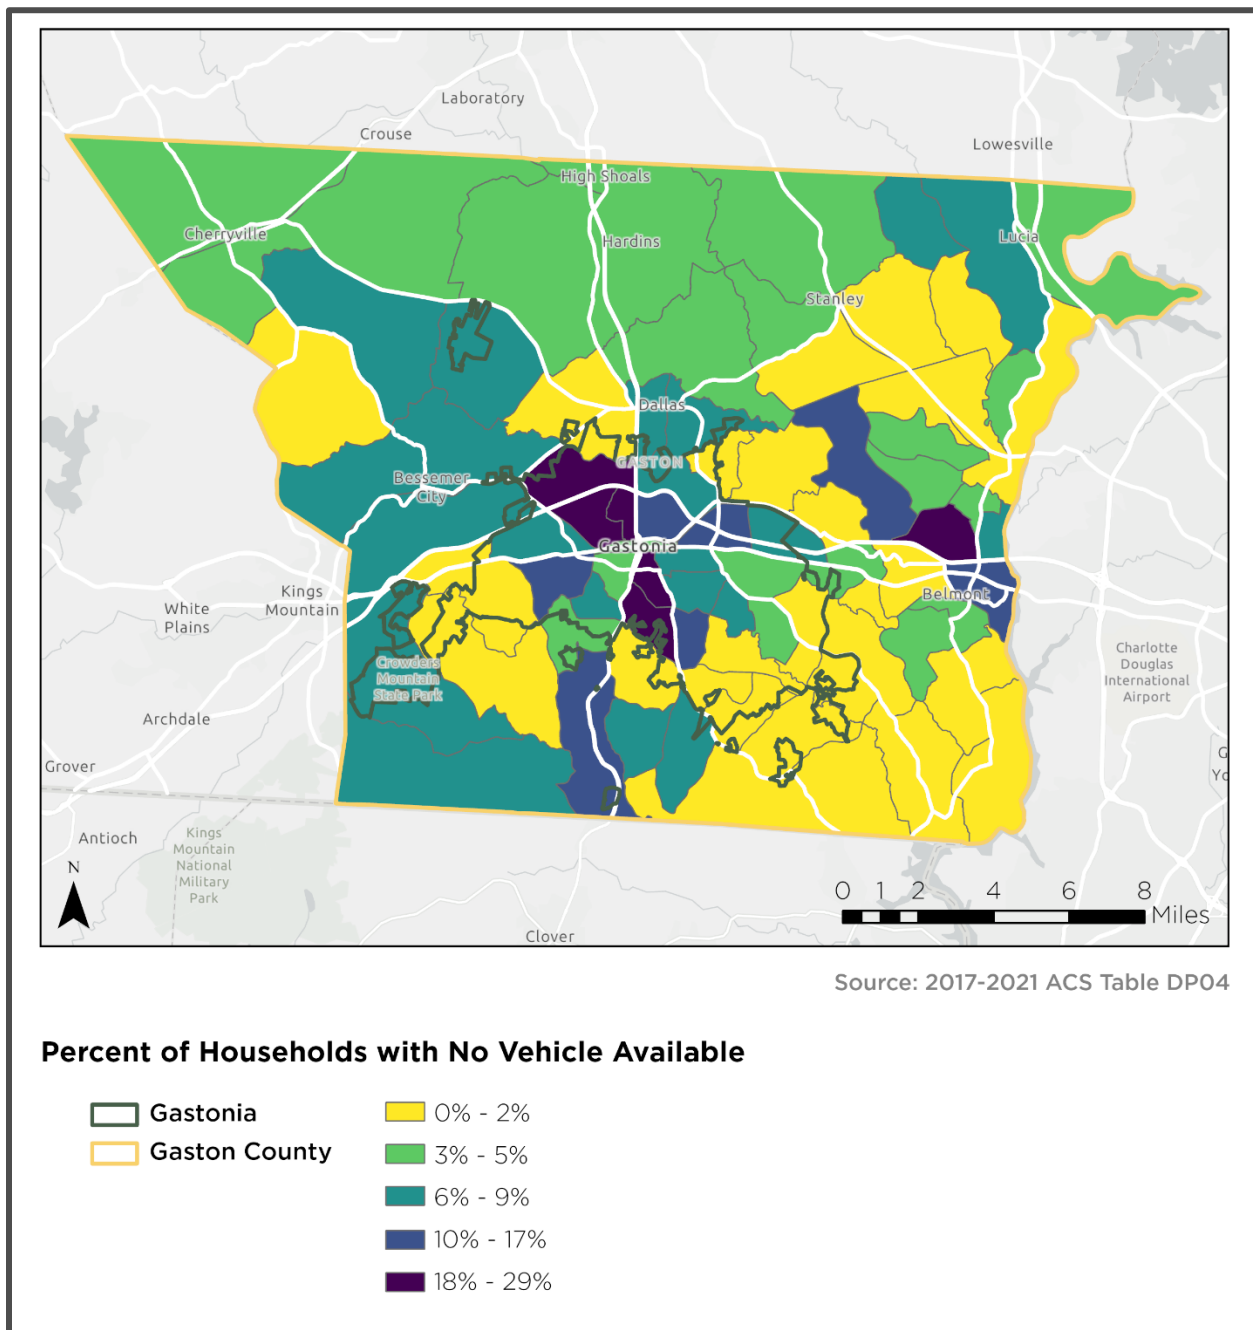 Laboratory
Crouse
Lowesville
High Shoals
Cherryville
Hardins
Lucia
Stanley
Dallas
GASTON
Bessemer
City
Gastonia
Kings
Mountain
White
Plains
Belmont
Crowders
Mountain
State Park
Charlotte
Douglas
International
Airport
Archdale
Grover
G
Yo
Antioch
Kings
Mountain
National
Military
Park
N
Clover
0 1 2 4 6 8
Miles
Source: 2017-2021 ACS Table DP04
Percent of Households with No Vehicle Available
Gastonia
Gaston County
0% - 2%
3% - 5%
6% - 9%
10% - 17%
18% - 29%